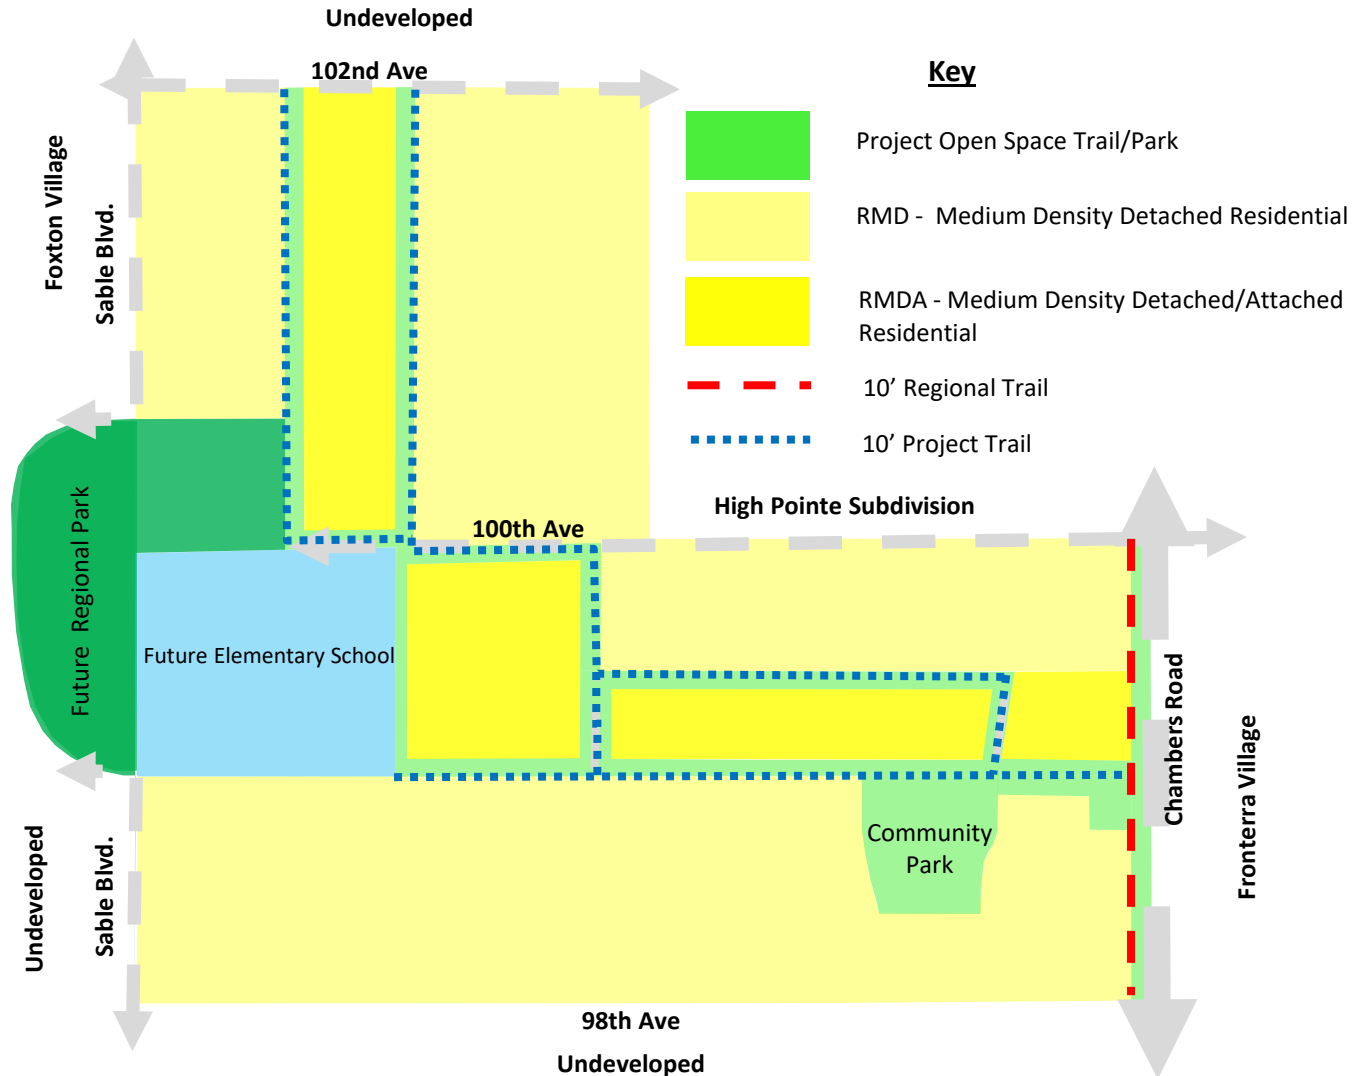 Undeveloped
102nd Ave
Key
Project Open Space Trail/Park
RMD -  Medium Density Detached Residential
RMDA - Medium Density Detached/Attached
Residential
10’ Regional Trail
10’ Project Trail
Foxton Village
Sable Blvd.
High Pointe Subdivision
100th Ave
Future  Regional Park
Future Elementary School
Chambers Road
Fronterra Village
Community
Park
Undeveloped
Sable Blvd.
98th Ave
Undeveloped